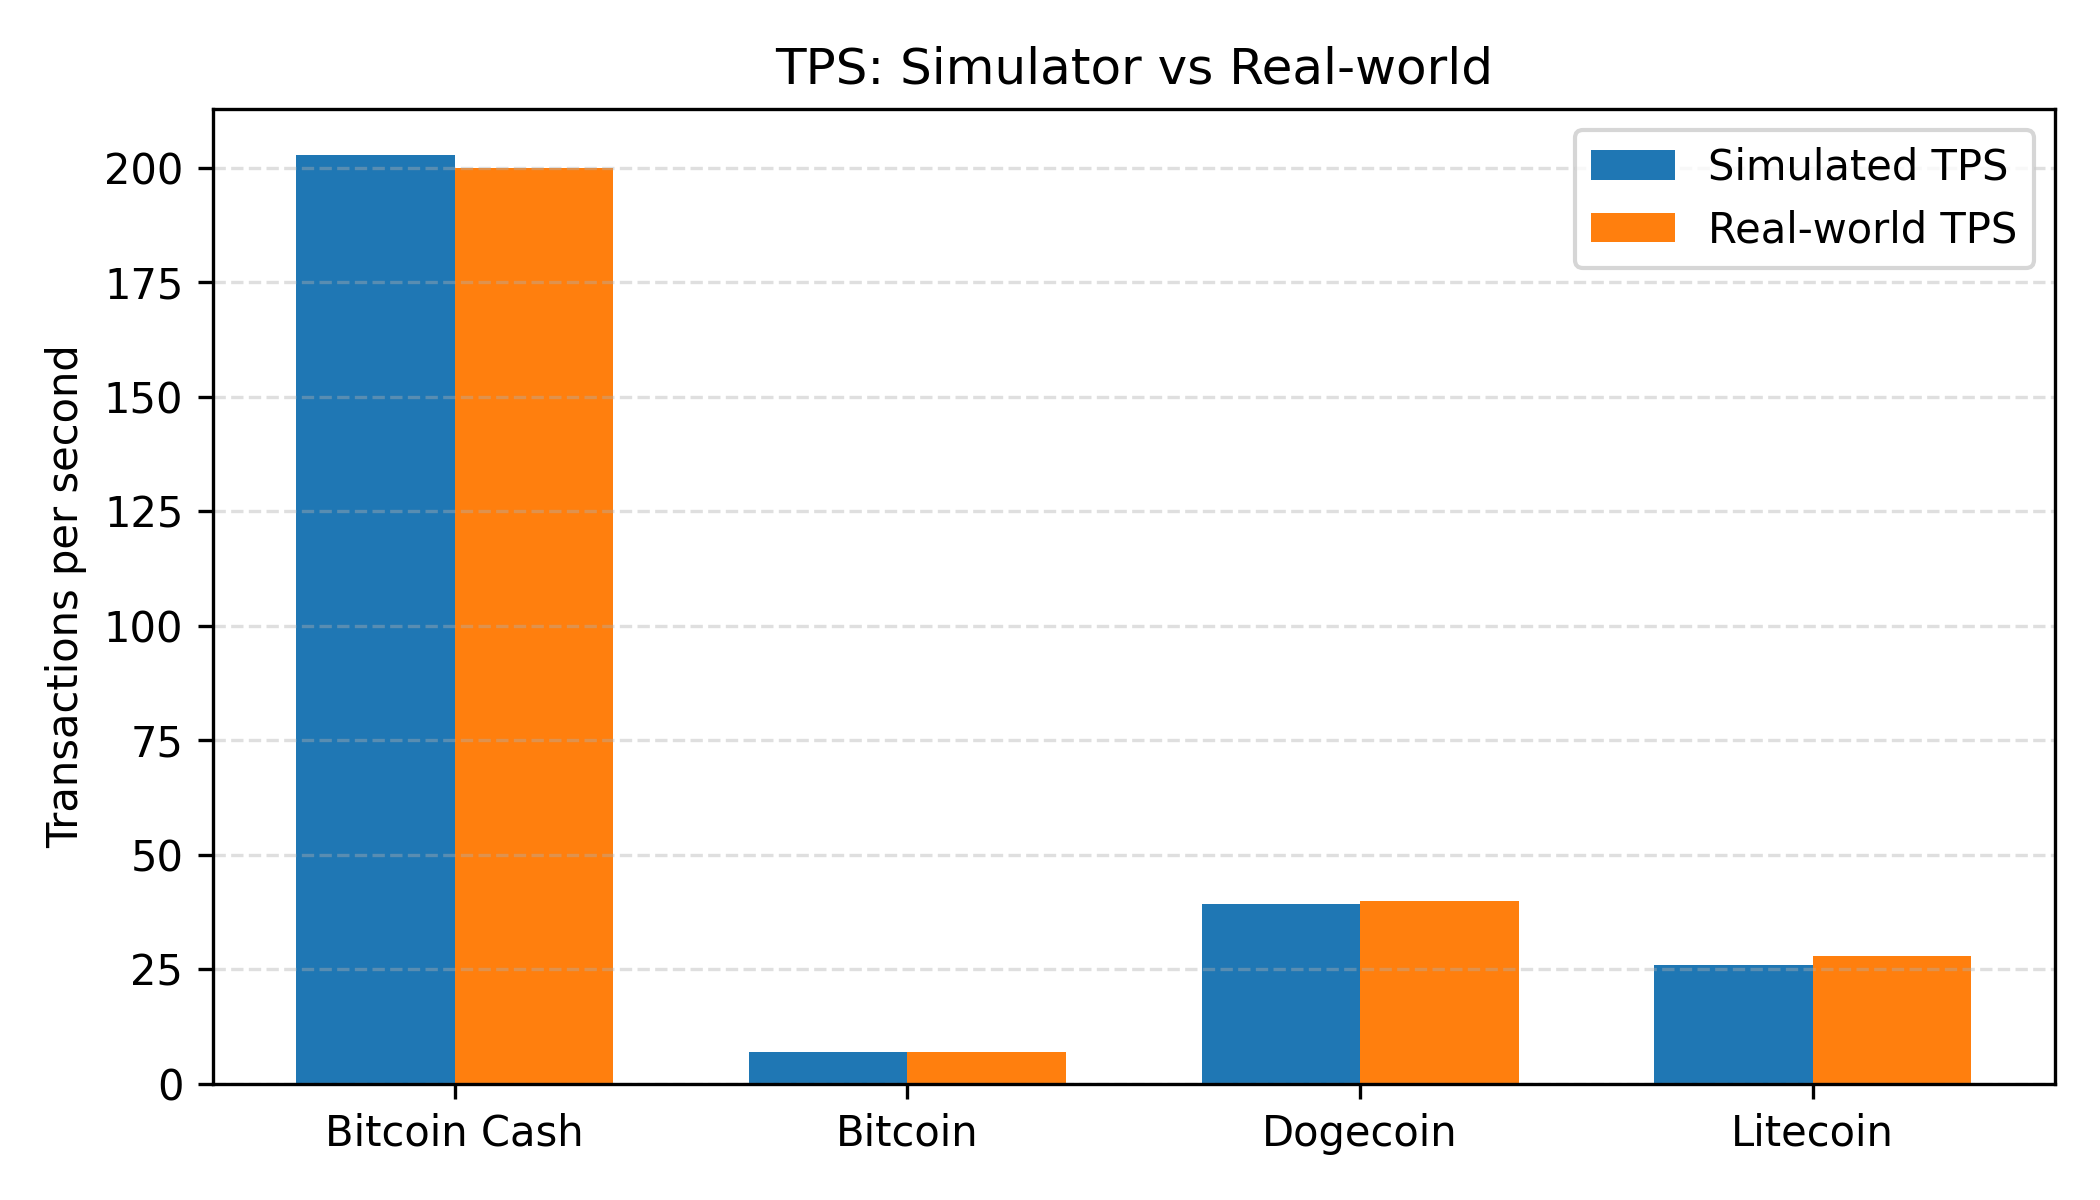 TPS: Simulator vs Real-world
Simulated TPS
Real-world TPS
Transactions per second
200
175
150
125
100
75
50
25
0
Bitcoin Cash
Bitcoin
Dogecoin
Litecoin